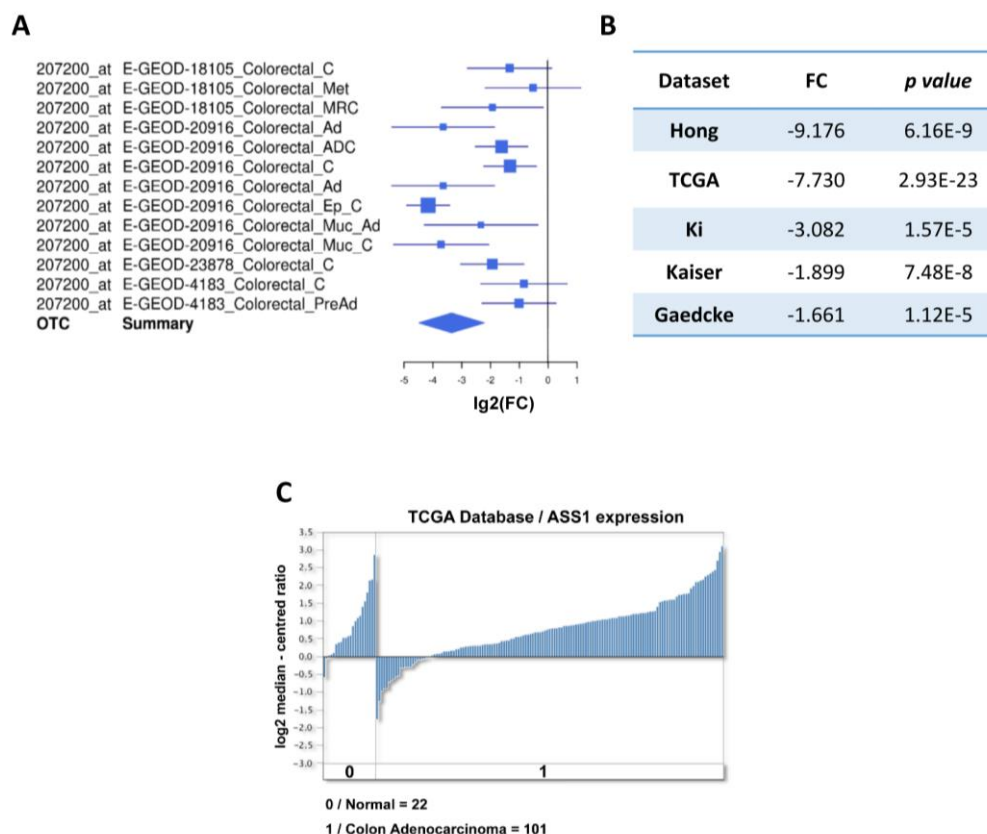 A
207200_at E-GEOD-18105_Colorectal_C
207200_at E-GEOD-18105_Colorectal_Met
207200_at E-GEOD-18105_Colorectal_MRC
207200_at E-GEOD-20916_Colorectal_Ad
207200_at E-GEOD-20916_Colorectal_ADC
207200_at E-GEOD-20916_Colorectal_C
207200_at E-GEOD-20916_Colorectal_Ad
207200_at E-GEOD-20916_Colorectal_Ep_C
207200_at E-GEOD-20916_Colorectal_Muc_Ad
207200_at E-GEOD-20916_Colorectal_Muc_C
207200_at E-GEOD-23878_Colorectal_C
207200_at E-GEOD-4183_Colorectal_C
207200_at E-GEOD-4183_Colorectal_PreAd
OTC Summary
-5 -4 -3 -2 -1 0 1
lg2(FC)
B
Dataset FC p value
Hong -9.176 6.16E-9
TCGA -7.730 2.93E-23
Ki -3.082 1.57E-5
Kaiser -1.899 7.48E-8
Gaedcke -1.661 1.12E-5
C
TCGA Database / ASS1 expression
log2 median - centred ratio
3.5
3.0
2.5
2.0
1.5
1.0
0.5
0.0
-0.5
-1.0
-1.5
-2.0
-2.5
-3.0
0 1
0 / Normal = 22
1 / Colon Adenocarcinoma = 101